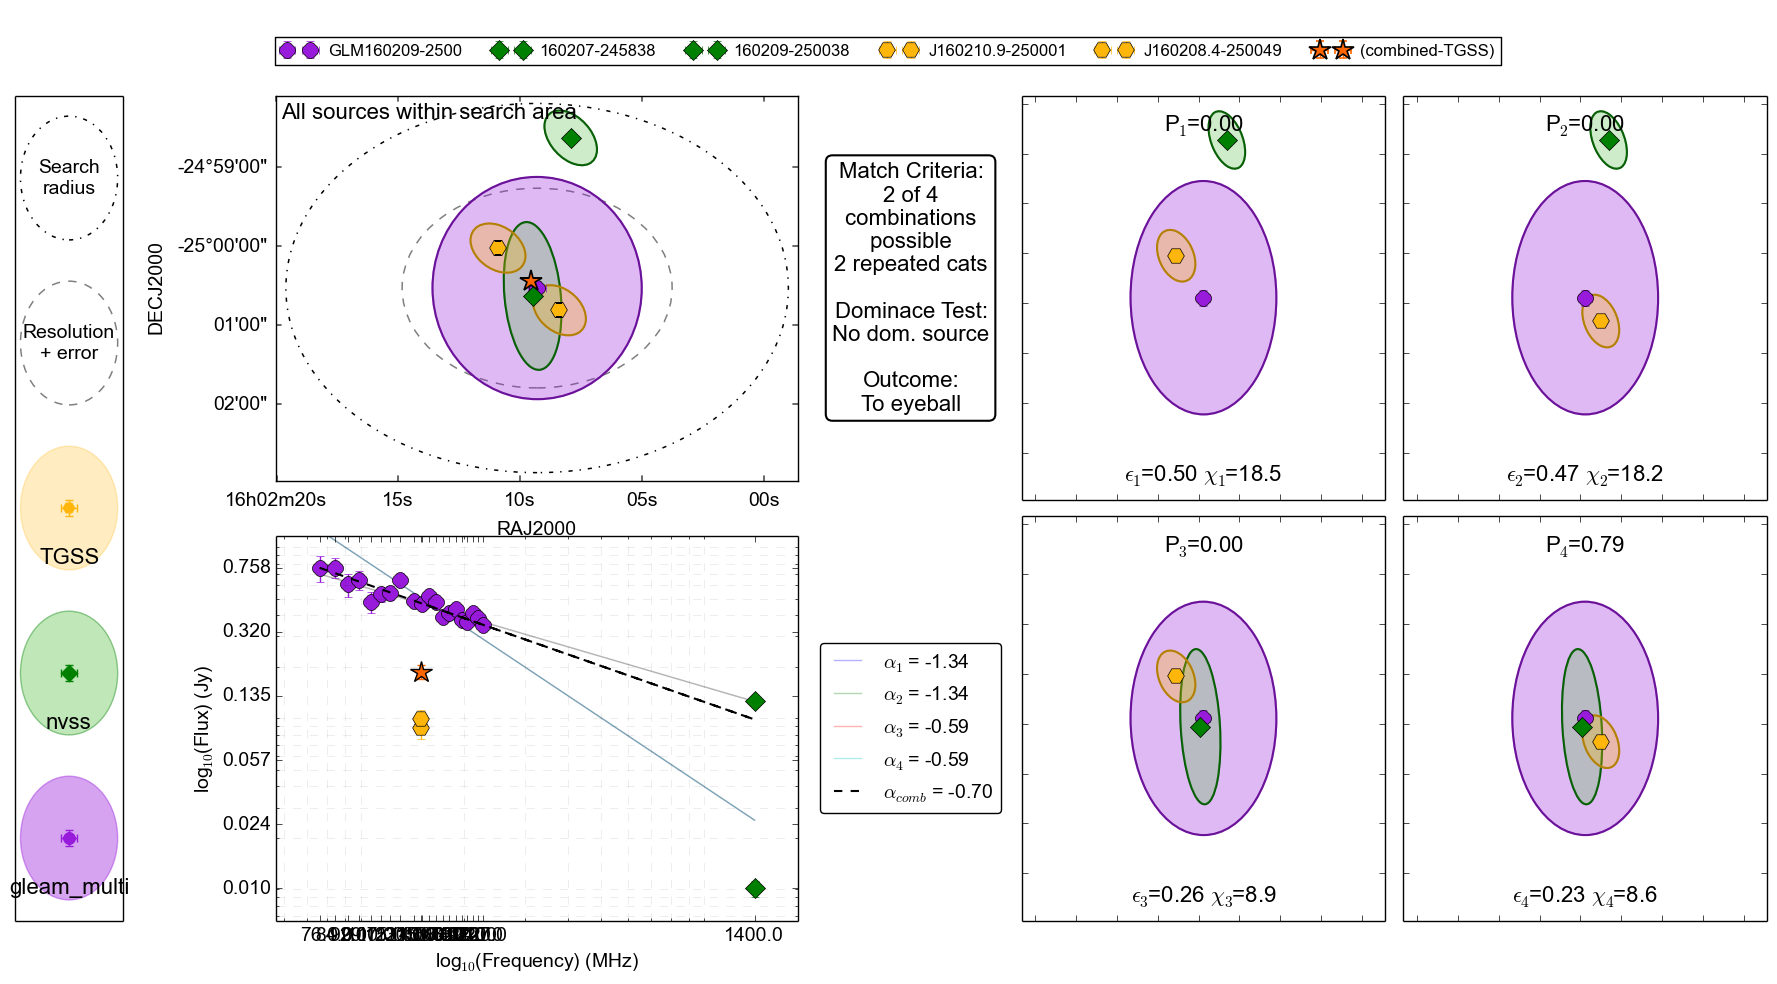 GLM160209-2500 160207-245838 160209-250038 J160210.9-250001 J160208.4-250049 (combined-TGSS)
Search
radius
Resolution
+ error
TGSS
nvss
gleam_multi
All sources within search area
DECJ2000
-24°59'00"
-25°00'00"
01'00"
02'00"
16h02m20s 15s 10s 05s 00s
RAJ2000
Match Criteria:
2 of 4
combinations
possible
2 repeated cats
Dominace Test:
No dom. source
Outcome:
To eyeball
P1=0.00
ϵ1=0.50 χ1=18.5
P2=0.00
ϵ2=0.47 χ2=18.2
log10(Flux) (Jy)
0.758
0.320
0.135
0.057
0.024
0.010
1400.0
log10(Frequency) (MHz)
α1 = -1.34
α2 = -1.34
α3 = -0.59
α4 = -0.59
αcomb = -0.70
P3=0.00
ϵ3=0.26 χ3=8.9
P4=0.79
ϵ4=0.23 χ4=8.6